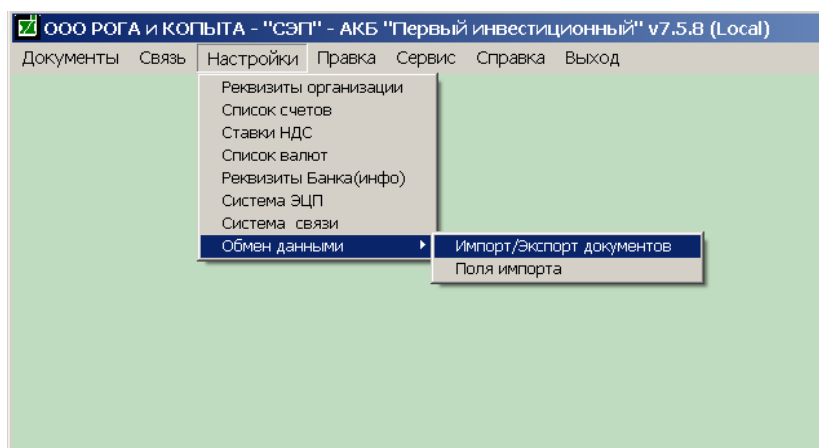 ООО РОГА и КОПЫТА - "СЭП" - АКБ "Первый инвестиционный" v7.5.8 (Local)
Документы Связь Настройки Правка Сервис Справка Выход
Реквизиты организации
Список счетов
Ставки НДС
Список валют
Реквизиты Банка(инфо)
Система ЭЦП
Система связи
Обмен данными
Импорт/Экспорт документов
Поля импорта